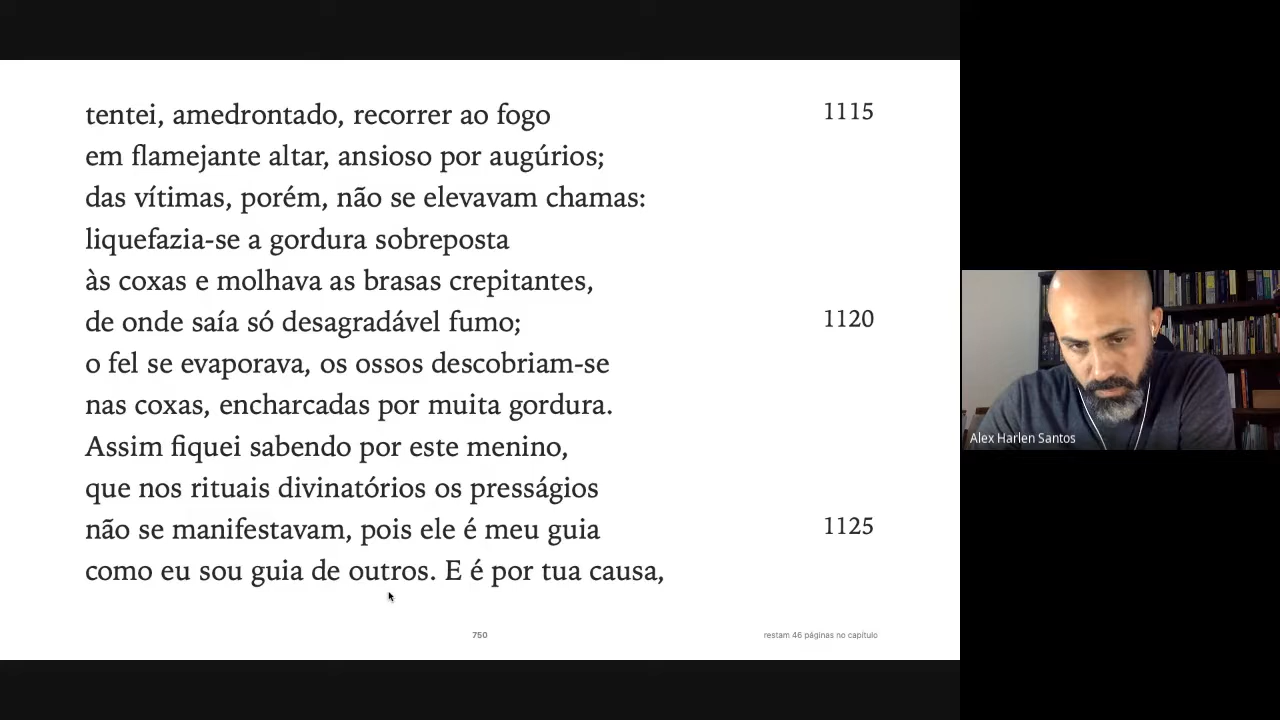 tentei, amedrontado, recorrer ao fogo 1115
em flamejante altar, ansioso por augúrios;
das vítimas, porém, não se elevavam chamas:
liquefazia-se a gordura sobreposta
às coxas e molhava as brasas crepitantes,
de onde saía só desagradável fumo; 1120
o fel se evaporava, os ossos descobriam-se
nas coxas, encharcadas por muita gordura.
Assim fiquei sabendo por este menino,
que nos rituais divinatórios os presságios
não se manifestavam, pois ele é meu guia 1125
como eu sou guia de outros. E é por tua causa,
750 restam 46 páginas no capítulo
Alex Harlen Santos